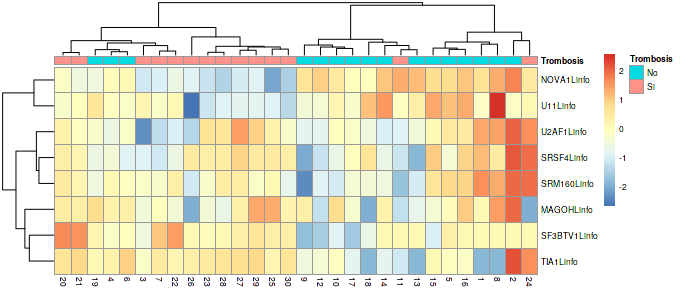 Trombosis
NOVA1Linfo
U11Linfo
U2AF1Linfo
SRSF4Linfo
SRM160Linfo
MAGOHLinfo
SF3BTV1Linfo
TIA1Linfo
20 21 19 4 6 3 7 22 26 23 28 27 29 25 30 9 12 10 17 18 14 11 13 15 5 16 1 8 2 24
2
1
0
-1
-2
Trombosis
No
SI